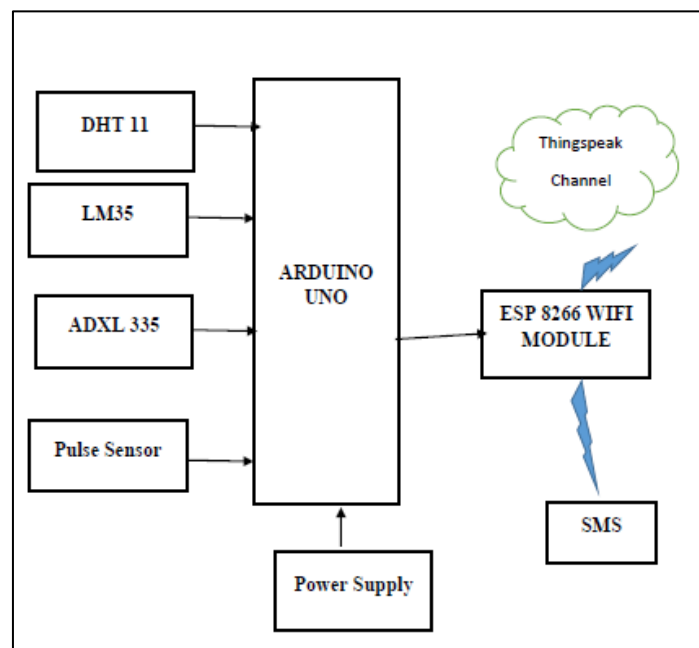 DHT 11
LM35
ADXL 335
Pulse Sensor
ARDUINO
UNO
Power Supply
Thingspeak
Channel
ESP 8266 WIFI
MODULE
SMS